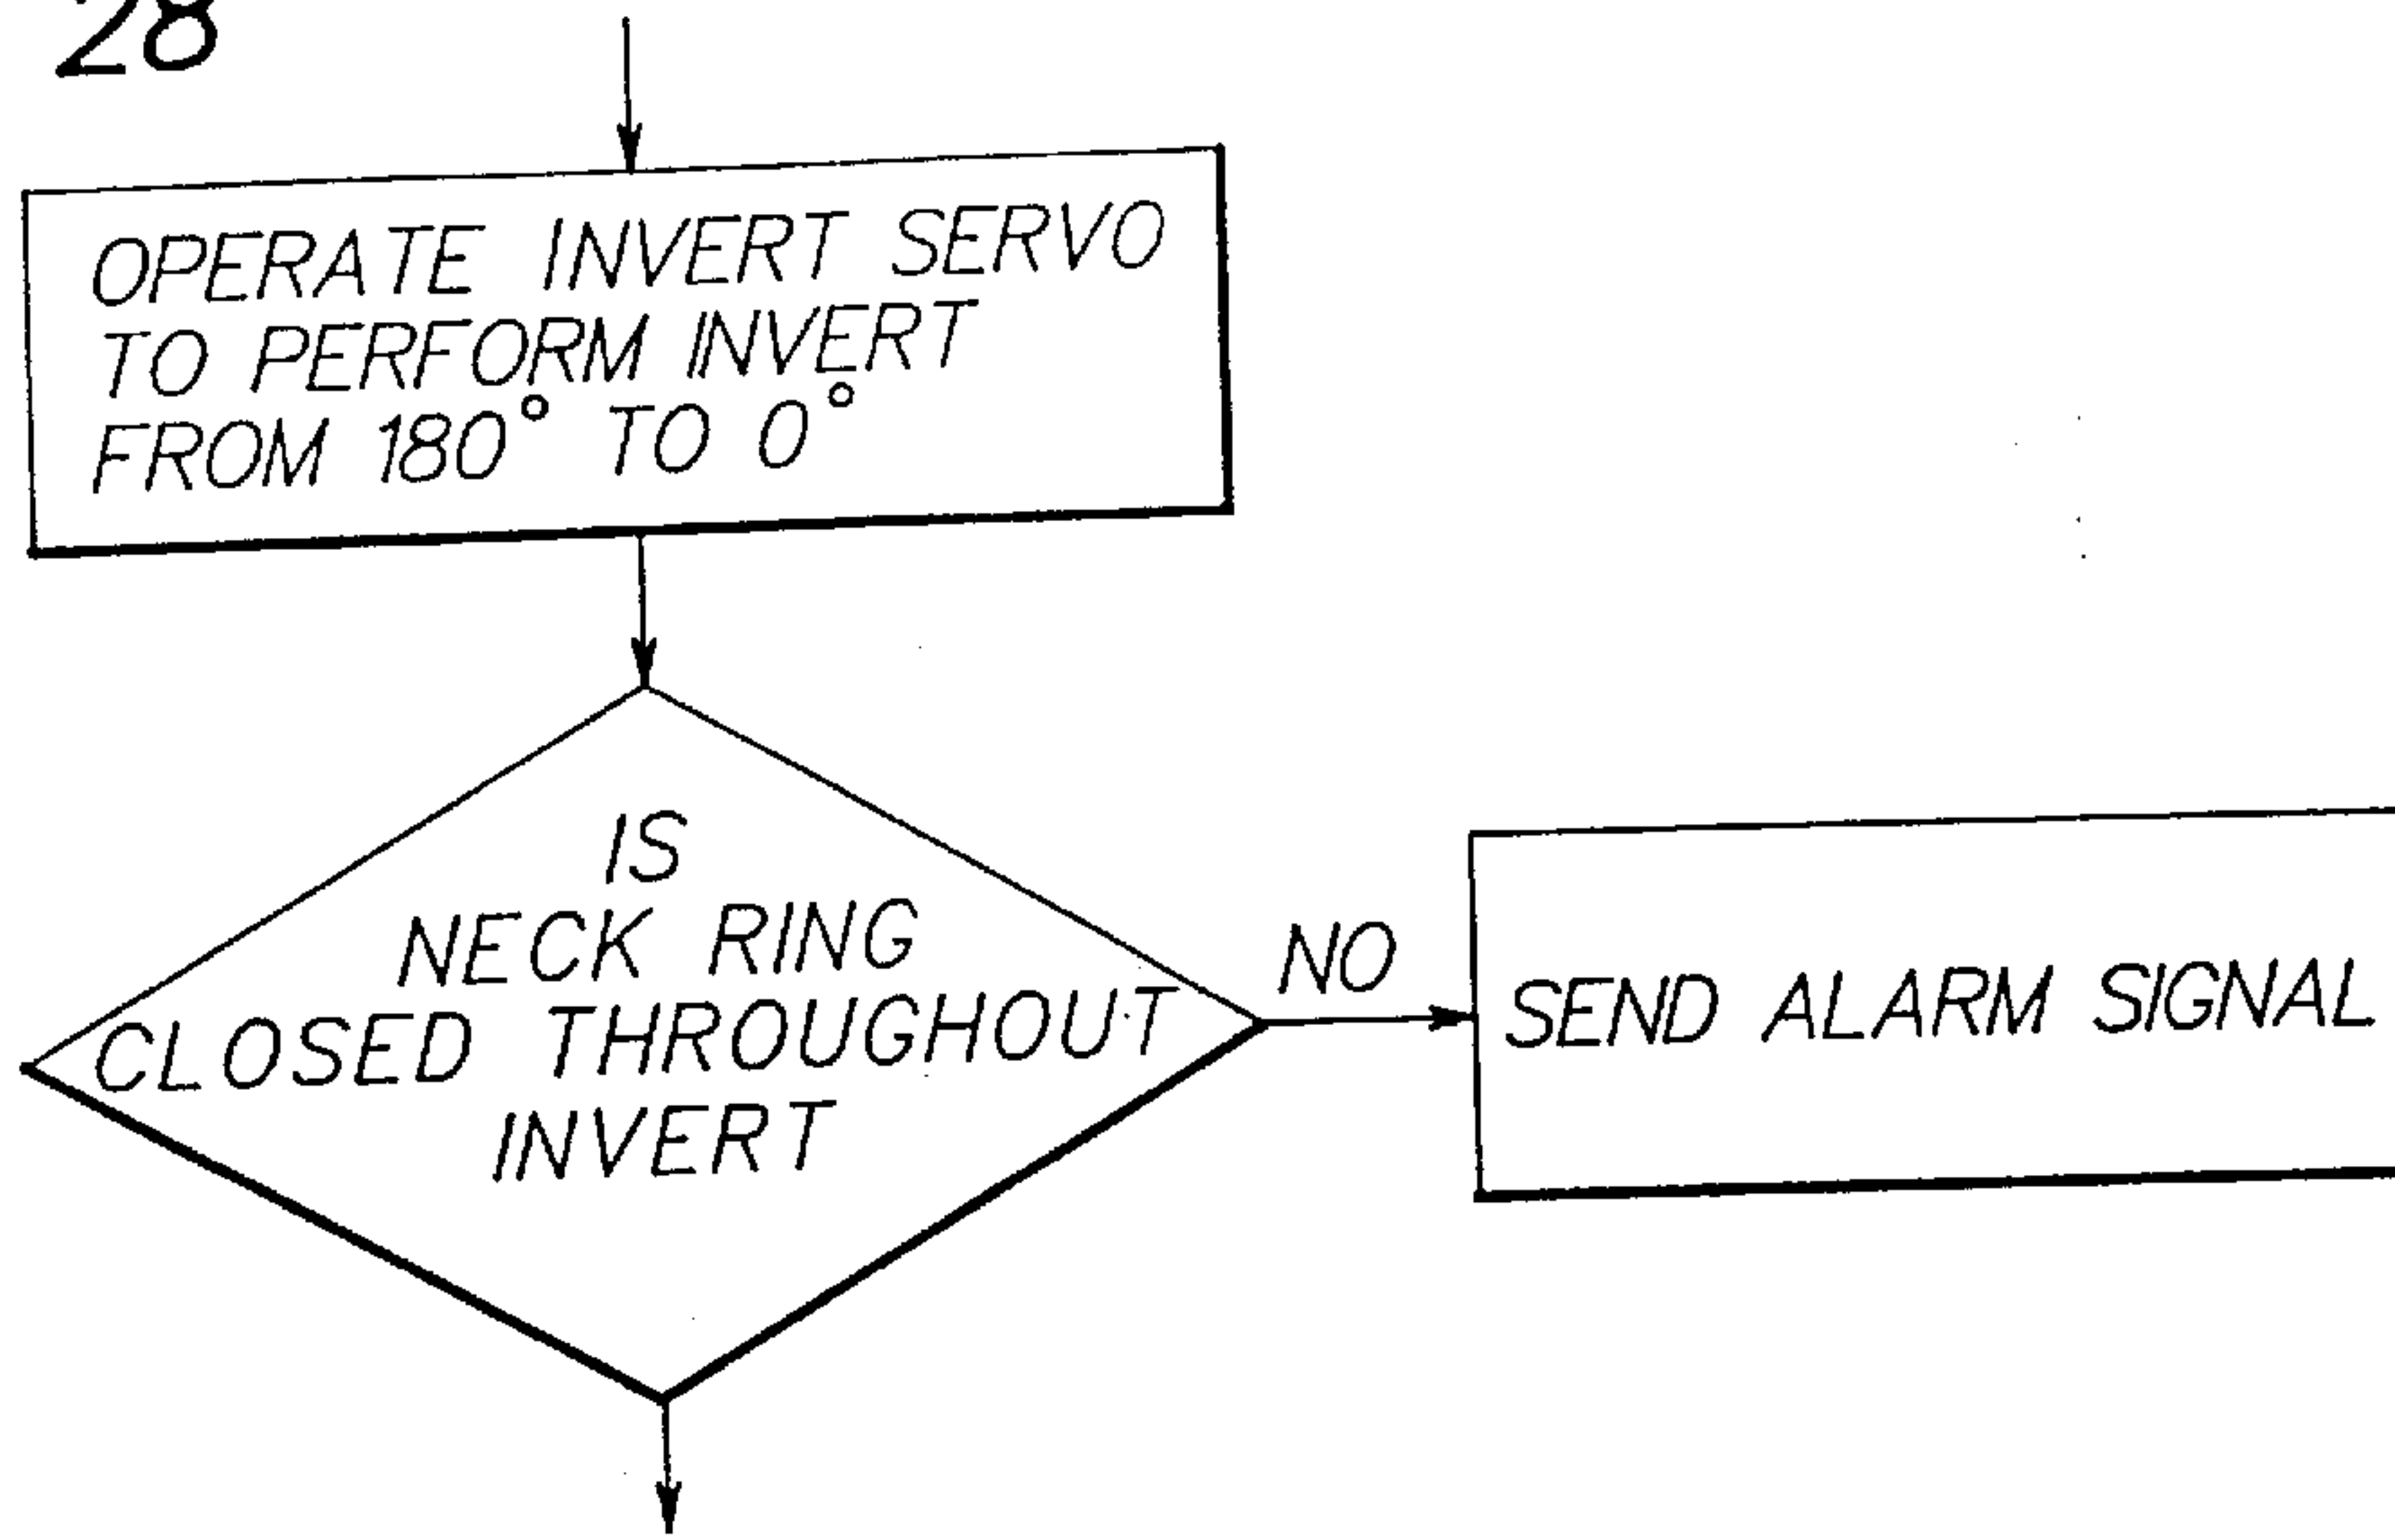 28
OPERATE INVERT SERVO
TO PERFORM INVERT
FROM 180° TO 0°
IS
NECK RING
CLOSED THROUGHOUT
INVERT
NO
SEND ALARM SIGNAL